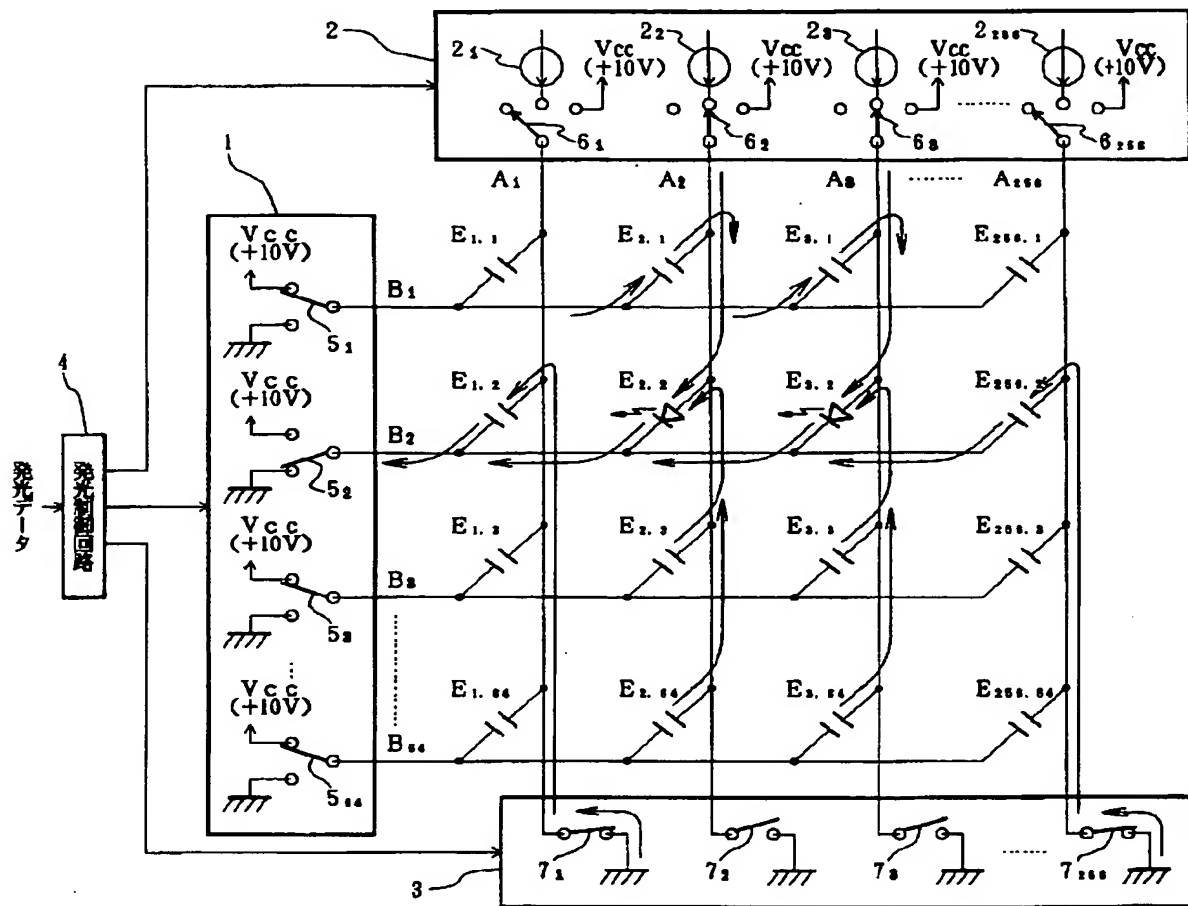 2
2₁
Vcc
(+10V)
2₂
Vcc
(+10V)
2₃
Vcc
(+10V)
2₂₅₆
Vcc
(+10V)
6₁
6₂
6₃
6₂₅₆
1
A₁
A₂
A₃
A₂₅₆
Vcc
(+10V)
B₁
5₁
E₁.₁
E₂.₁
E₃.₁
E₂₅₆.₁
4
発光データ
発光制御回路
Vcc
(+10V)
B₂
5₂
E₁.₂
E₂.₂
E₃.₂
E₂₅₆.₂
Vcc
(+10V)
B₃
5₃
E₁.₃
E₂.₃
E₃.₃
E₂₅₆.₃
Vcc
(+10V)
B₆₄
5₆₄
E₁.₆₄
E₂.₆₄
E₃.₆₄
E₂₅₆.₆₄
3
7₁
7₂
7₃
7₂₅₆